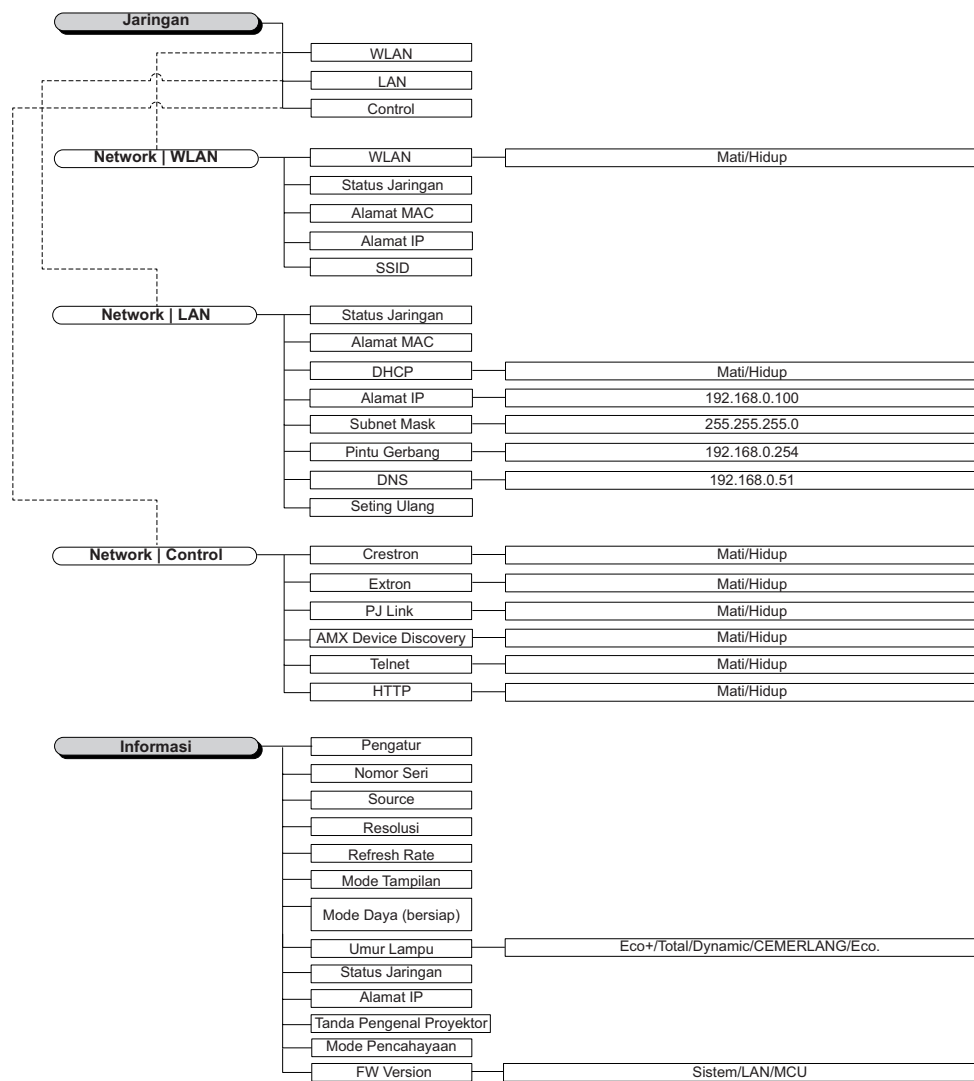 Jaringan
WLAN
LAN
Control
Network | WLAN
WLAN
Mati/Hidup
Status Jaringan
Alamat MAC
Alamat IP
SSID
Network | LAN
Status Jaringan
Alamat MAC
DHCP
Mati/Hidup
Alamat IP
192.168.0.100
Subnet Mask
255.255.255.0
Pintu Gerbang
192.168.0.254
DNS
192.168.0.51
Seting Ulang
Network | Control
Crestron
Mati/Hidup
Extron
Mati/Hidup
PJ Link
Mati/Hidup
AMX Device Discovery
Mati/Hidup
Telnet
Mati/Hidup
HTTP
Mati/Hidup
Informasi
Pengatur
Nomor Seri
Source
Resolusi
Refresh Rate
Mode Tampilan
Mode Daya (bersiap)
Umur Lampu
Eco+/Total/Dynamic/CEMERLANG/Eco.
Status Jaringan
Alamat IP
Tanda Pengenal Proyektor
Mode Pencahayaan
FW Version
Sistem/LAN/MCU